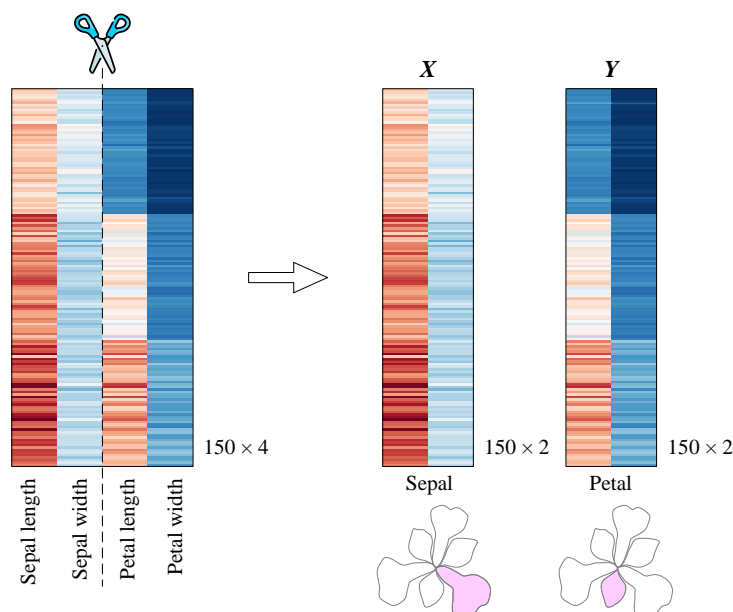 X
Y
150 × 4
150 × 2
150 × 2
Sepal length
Sepal width
Petal length
Petal width
Sepal
Petal